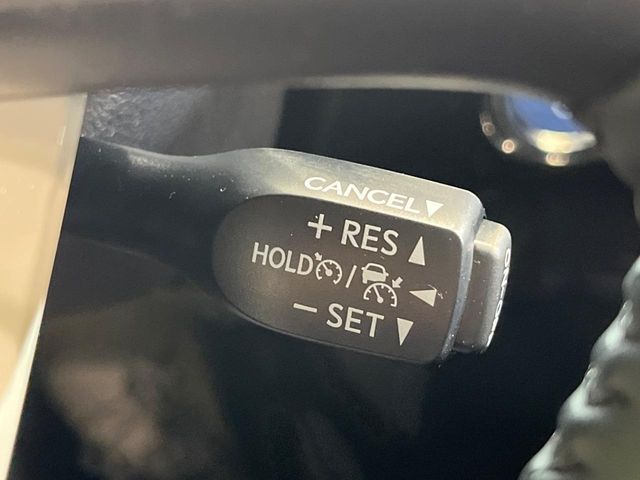 CANCEL▼
+ RES ▲
HOLD /
− SET ▼